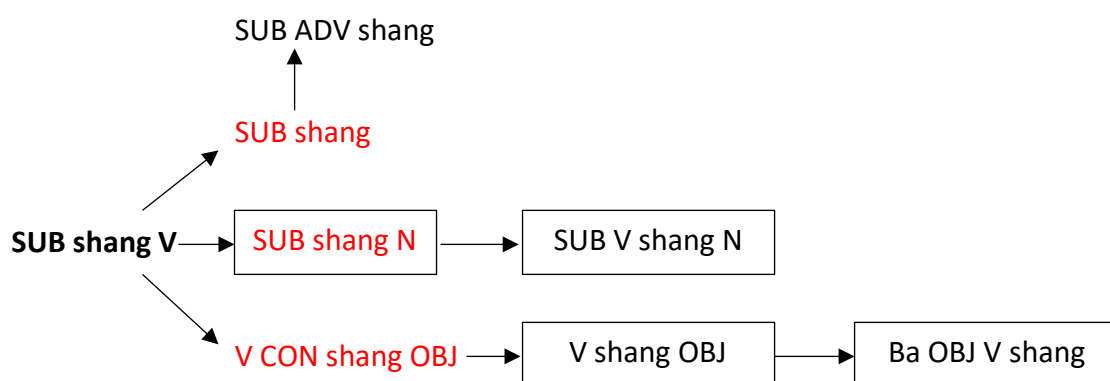 SUB ADV shang
SUB shang
SUB shang V
SUB shang N
SUB V shang N
V CON shang OBJ
V shang OBJ
Ba OBJ V shang